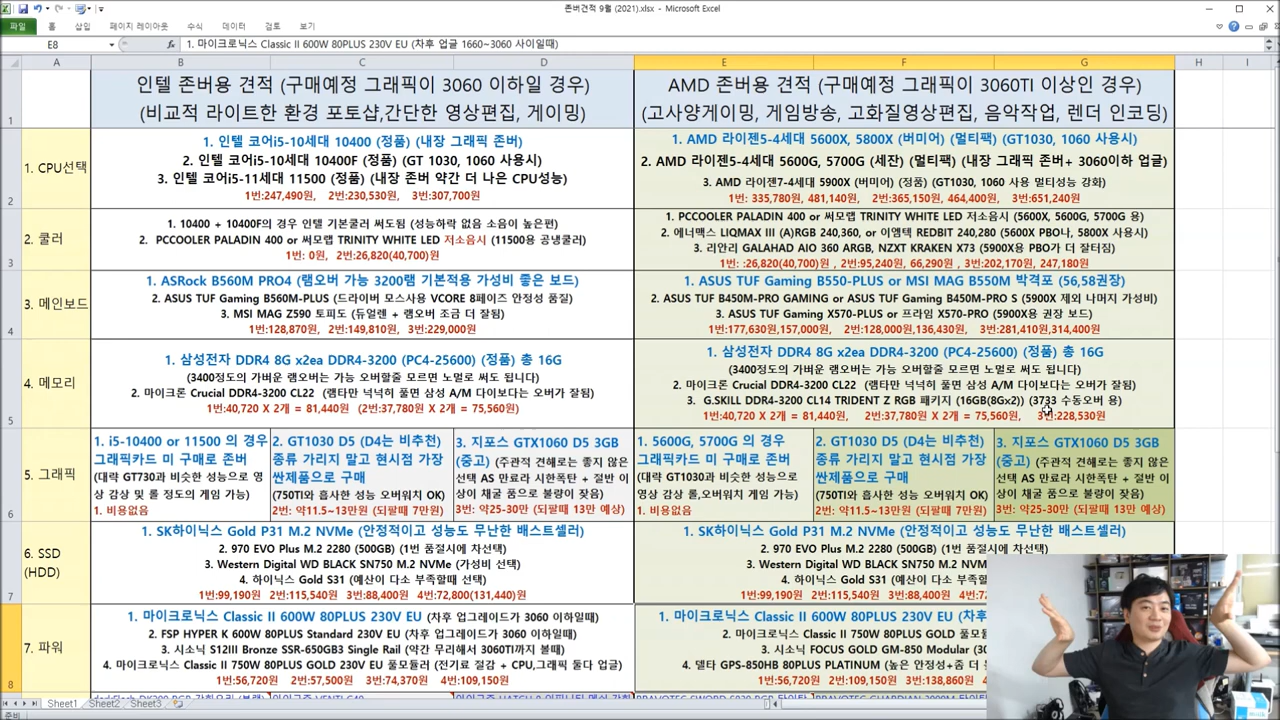 존버견적 9월 (2021).xlsx - Microsoft Excel
파일 홈 삽입 페이지 레이아웃 수식 데이터 검토 보기
E8 fx 1. 마이크로닉스 Classic II 600W 80PLUS 230V EU (차후 업글 1660~3060 사이일때)
A B C D E F G H I
1
인텔 존버용 견적 (구매예정 그래픽이 3060 이하일 경우)
(비교적 라이트한 환경 포토샵,간단한 영상편집, 게이밍)
AMD 존버용 견적 (구매예정 그래픽이 3060TI 이상인 경우)
(고사양게이밍, 게임방송, 고화질영상편집, 음악작업, 렌더 인코딩)
2
1. CPU선택
1. 인텔 코어i5-10세대 10400 (정품) (내장 그래픽 존버)
2. 인텔 코어i5-10세대 10400F (정품) (GT 1030, 1060 사용시)
3. 인텔 코어i5-11세대 11500 (정품) (내장 존버 약간 더 나은 CPU성능)
1번:247,490원, 2번:230,530원, 3번:307,700원
1. AMD 라이젠5-4세대 5600X, 5800X (버미어) (멀티팩) (GT1030, 1060 사용시)
2. AMD 라이젠5-4세대 5600G, 5700G (세잔) (멀티팩) (내장 그래픽 존버+ 3060이하 업글)
3. AMD 라이젠7-4세대 5900X (버미어) (정품) (GT1030, 1060 사용 멀티성능 강화)
1번: 335,780원, 481,140원, 2번:365,150원, 464,400원, 3번:651,240원
3
2. 쿨러
1. 10400 + 10400F의 경우 인텔 기본쿨러 써도됨 (성능하락 없음 소음이 높은편)
2. PCCOOLER PALADIN 400 or 써모랩 TRINITY WHITE LED 저소음시 (11500용 공냉쿨러)
1번: 0원, 2번:26,820(40,700)원
1. PCCOOLER PALADIN 400 or 써모랩 TRINITY WHITE LED 저소음시 (5600X, 5600G, 5700G 용)
2. 에너맥스 LIQMAX III (A)RGB 240,360, or 이엠텍 REDBIT 240,280 (5600X PBO나, 5800X 사용시)
3. 리안리 GALAHAD AIO 360 ARGB, NZXT KRAKEN X73 (5900X용 PBO가 더 잘터짐)
1번: :26,820(40,700)원 , 2번:95,240원, 66,290원 , 3번:202,170원, 247,180원
4
3. 메인보드
1. ASRock B560M PRO4 (램오버 가능 3200램 기본적용 가성비 좋은 보드)
2. ASUS TUF Gaming B560M-PLUS (드라이버 모스사용 VCORE 8페이즈 안정성 품질)
3. MSI MAG Z590 토피도 (듀얼렌 + 램오버 조금 더 잘됨)
1번:128,870원, 2번:149,810원, 3번:229,000원
1. ASUS TUF Gaming B550-PLUS or MSI MAG B550M 박격포 (56,58권장)
2. ASUS TUF B450M-PRO GAMING or ASUS TUF Gaming B450M-PRO S (5900X 제외 나머지 가성비)
3. ASUS TUF Gaming X570-PLUS or 프라임 X570-PRO (5900X용 권장 보드)
1번:177,630원,157,000원, 2번:128,000원,136,430원, 3번:281,410원,314,400원
5
4. 메모리
1. 삼성전자 DDR4 8G x2ea DDR4-3200 (PC4-25600) (정품) 총 16G
(3400정도의 가벼운 램오버는 가능 오버할줄 모르면 노멀로 써도 됩니다)
2. 마이크론 Crucial DDR4-3200 CL22 (램타만 넉넉히 풀면 삼성 A/M 다이보다는 오버가 잘됨)
1번:40,720 X 2개 = 81,440원 (2번:37,780원 X 2개 = 75,560원)
1. 삼성전자 DDR4 8G x2ea DDR4-3200 (PC4-25600) (정품) 총 16G
(3400정도의 가벼운 램오버는 가능 오버할줄 모르면 노멀로 써도 됩니다)
2. 마이크론 Crucial DDR4-3200 CL22 (램타만 넉넉히 풀면 삼성 A/M 다이보다는 오버가 잘됨)
3. G.SKILL DDR4-3200 CL14 TRIDENT Z RGB 패키지 (16GB(8Gx2)) (3733 수동오버 용)
1번:40,720 X 2개 = 81,440원, 2번:37,780원 X 2개 = 75,560원, 3번:228,530원
6
5. 그래픽
1. i5-10400 or 11500 의 경우
그래픽카드 미 구매로 존버
(대략 GT730과 비슷한 성능으로 영
상 감상 및 롤 정도의 게임 가능)
1. 비용없음
2. GT1030 D5 (D4는 비추천)
종류 가리지 말고 현시점 가장
싼제품으로 구매
(750TI와 흡사한 성능 오버워치 OK)
2번: 약11.5~13만원 (되팔때 7만원)
3. 지포스 GTX1060 D5 3GB
(중고) (주관적 견해로는 좋지 않은
선택 AS 만료라 시한폭탄 + 절반 이
상이 채굴 품으로 불량이 잦음)
3번: 약25-30만 (되팔때 13만 예상)
1. 5600G, 5700G 의 경우
그래픽카드 미 구매로 존버
(대략 GT1030과 비슷한 성능으로
영상 감상 롤,오버워치 게임 가능)
1. 비용없음
2. GT1030 D5 (D4는 비추천)
종류 가리지 말고 현시점 가장
싼제품으로 구매
(750TI와 흡사한 성능 오버워치 OK)
2번: 약11.5~13만원 (되팔때 7만원)
3. 지포스 GTX1060 D5 3GB
(중고) (주관적 견해로는 좋지 않은
선택 AS 만료라 시한폭탄 + 절반 이
상이 채굴 품으로 불량이 잦음)
3번: 약25-30만 (되팔때 13만 예상)
7
6. SSD
(HDD)
1. SK하이닉스 Gold P31 M.2 NVMe (안정적이고 성능도 무난한 배스트셀러)
2. 970 EVO Plus M.2 2280 (500GB) (1번 품절시에 차선택)
3. Western Digital WD BLACK SN750 M.2 NVMe (가성비 선택)
4. 하이닉스 Gold S31 (예산이 다소 부족할때 선택)
1번:99,190원, 2번:115,540원, 3번:88,400원 4번:72,800(131,440)원
1. SK하이닉스 Gold P31 M.2 NVMe (안정적이고 성능도 무난한 배스트셀러)
2. 970 EVO Plus M.2 2280 (500GB) (1번 품절시에 차선택)
3. Western Digital WD BLACK SN750 M.2 NVM
4. 하이닉스 Gold S31 (예산이 다소
1번:99,190원, 2번:115,540원, 3번:88,400원 4번:72
8
7. 파워
1. 마이크로닉스 Classic II 600W 80PLUS 230V EU (차후 업그레이드가 3060 이하일때)
2. FSP HYPER K 600W 80PLUS Standard 230V EU (차후 업그레이드가 3060 이하일때)
3. 시소닉 S12III Bronze SSR-650GB3 Single Rail (약간 무리해서 3060TI까지 볼때)
4. 마이크로닉스 Classic II 750W 80PLUS GOLD 230V EU 풀모듈러 (전기료 절감 + CPU,그래픽 둘다 업글)
1번:56,720원 2번:57,500원 3번:74,370원 4번:109,150원
1. 마이크로닉스 Classic II 600W 80PLUS
2. 마이크로닉스 Classic II 750W 80PLUS GOLD 풀모
3. 시소닉 FOCUS GOLD GM-850 Modular (30
4. 델타 GPS-850HB 80PLUS PLATINUM (높은 안정성+좀 더
1번:56,720원 2번:109,150원 3번:138,860원 4
Sheet1 Sheet2 Sheet3
준비